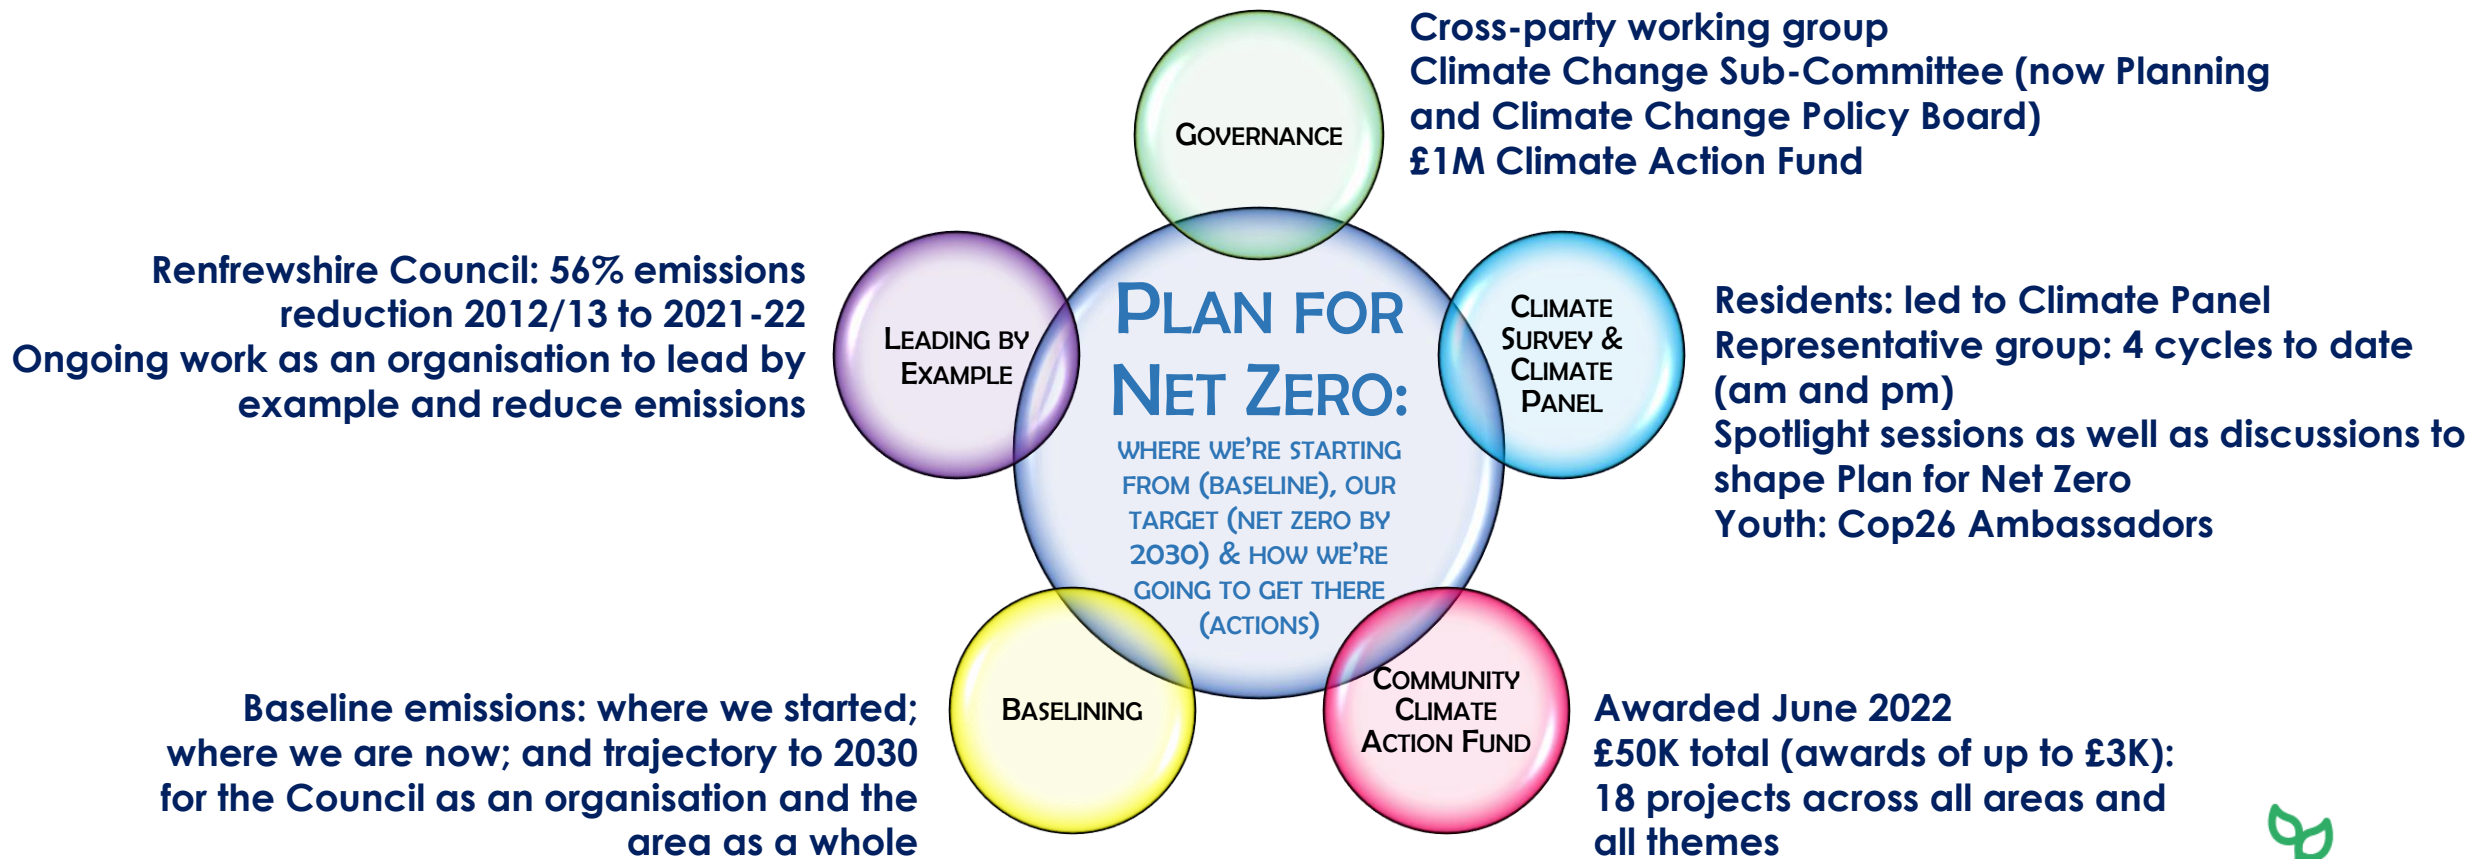 GOVERNANCE
Cross-party working group
Climate Change Sub-Committee (now Planning
and Climate Change Policy Board)
£1M Climate Action Fund
Renfrewshire Council: 56% emissions
reduction 2012/13 to 2021-22
Ongoing work as an organisation to lead by
example and reduce emissions
LEADING BY
EXAMPLE
PLAN FOR
NET ZERO:
WHERE WE'RE STARTING
FROM (BASELINE), OUR
TARGET (NET ZERO BY
2030) & HOW WE'RE
GOING TO GET THERE
(ACTIONS)
CLIMATE
SURVEY &
CLIMATE
PANEL
Residents: led to Climate Panel
Representative group: 4 cycles to date
(am and pm)
Spotlight sessions as well as discussions to
shape Plan for Net Zero
Youth: Cop26 Ambassadors
Baseline emissions: where we started;
where we are now; and trajectory to 2030
for the Council as an organisation and the
area as a whole
BASELINING
COMMUNITY
CLIMATE
ACTION FUND
Awarded June 2022
£50K total (awards of up to £3K):
18 projects across all areas and
all themes